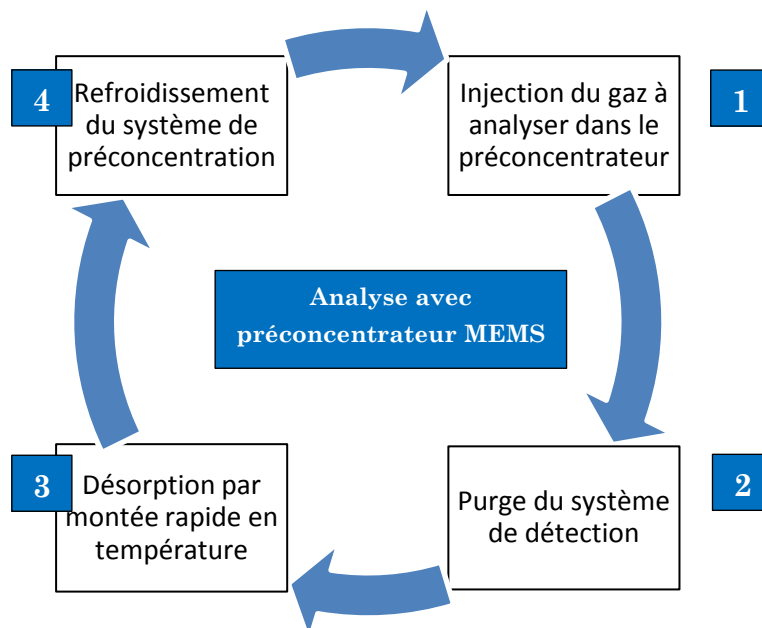 4
Refroidissement
du système de
préconcentration
Injection du gaz à
analyser dans le
préconcentrateur
1
Analyse avec
préconcentrateur MEMS
3
Désorption par
montée rapide en
température
Purge du système
de détection
2